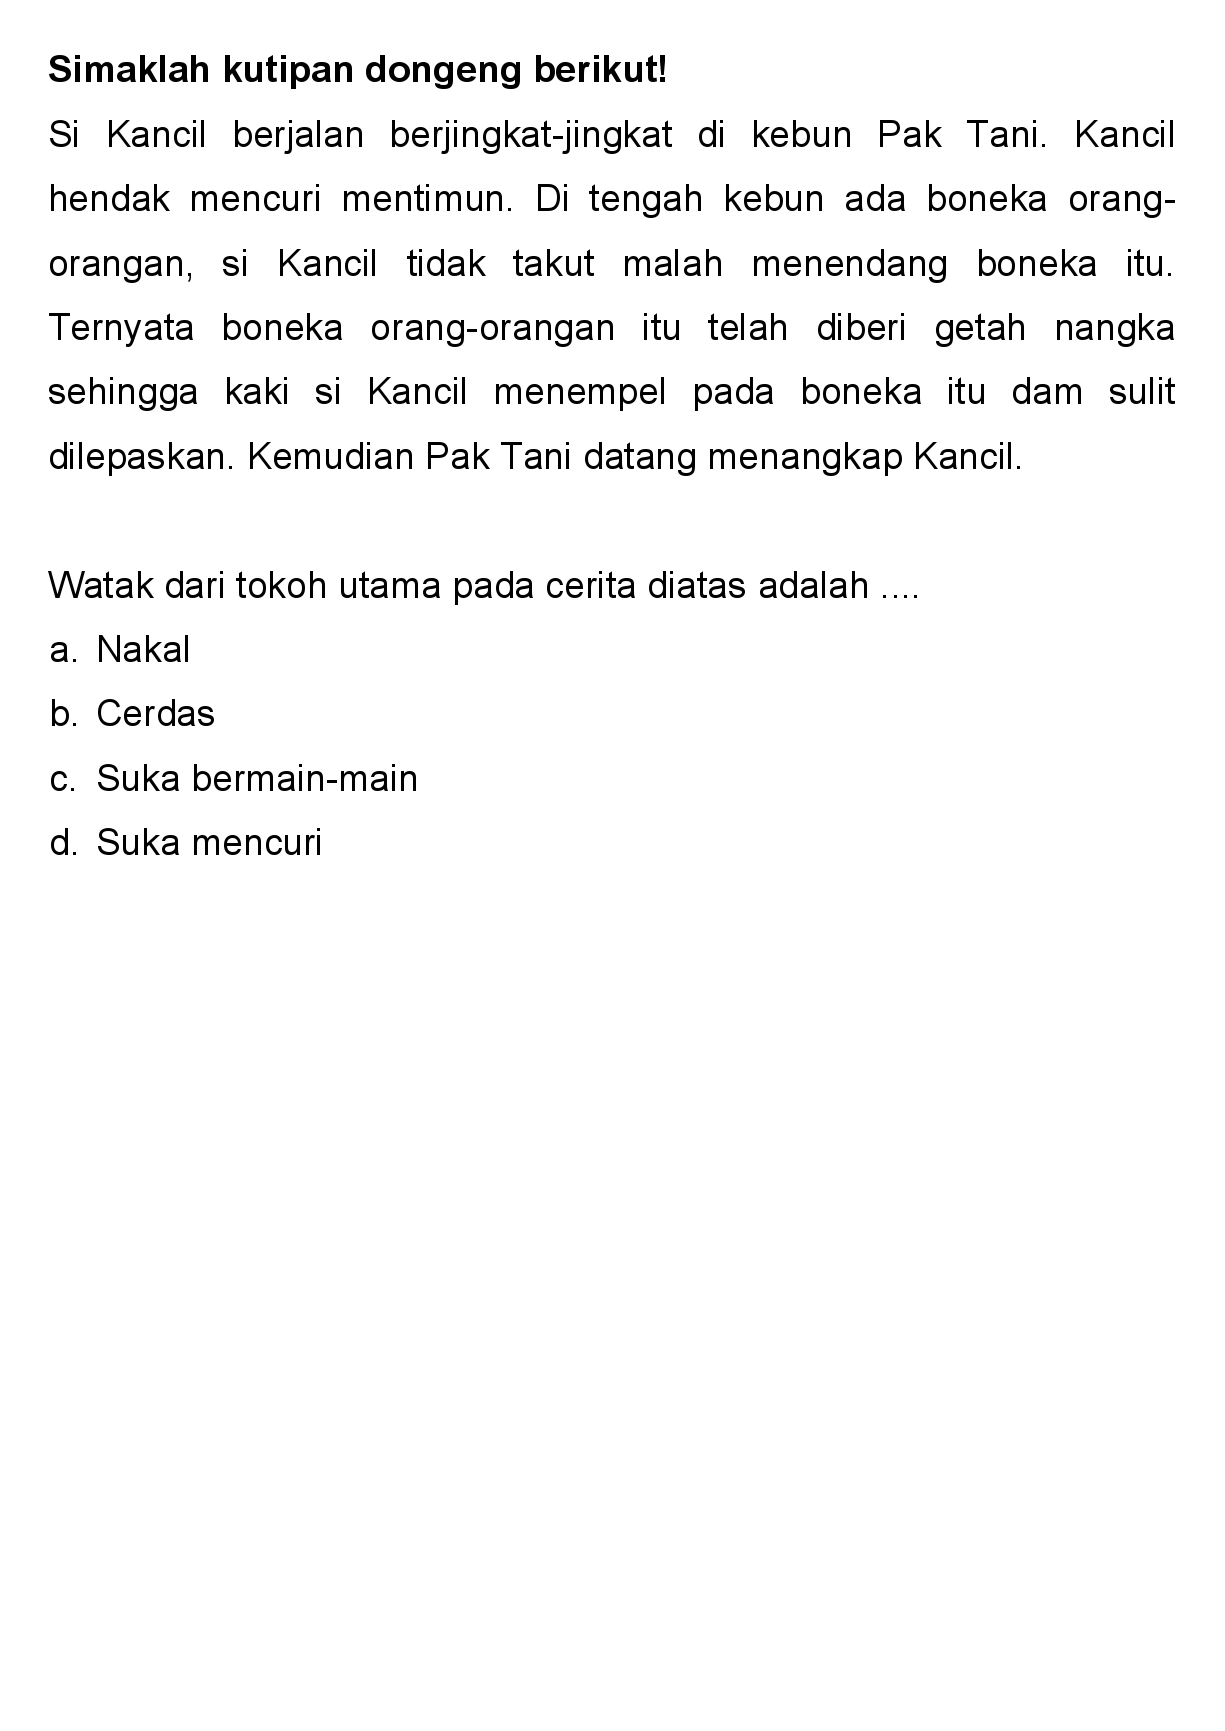 Simaklah kutipan dongeng berikut!
Si Kancil berjalan berjingkat-jingkat di kebun Pak Tani. Kancil
hendak mencuri mentimun. Di tengah kebun ada boneka orang-
orangan, si Kancil tidak takut malah menendang boneka itu.
Ternyata boneka orang-orangan itu telah diberi getah nangka
sehingga kaki si Kancil menempel pada boneka itu dam sulit
dilepaskan. Kemudian Pak Tani datang menangkap Kancil.
Watak dari tokoh utama pada cerita diatas adalah ....
a. Nakal
b. Cerdas
c. Suka bermain-main
d. Suka mencuri